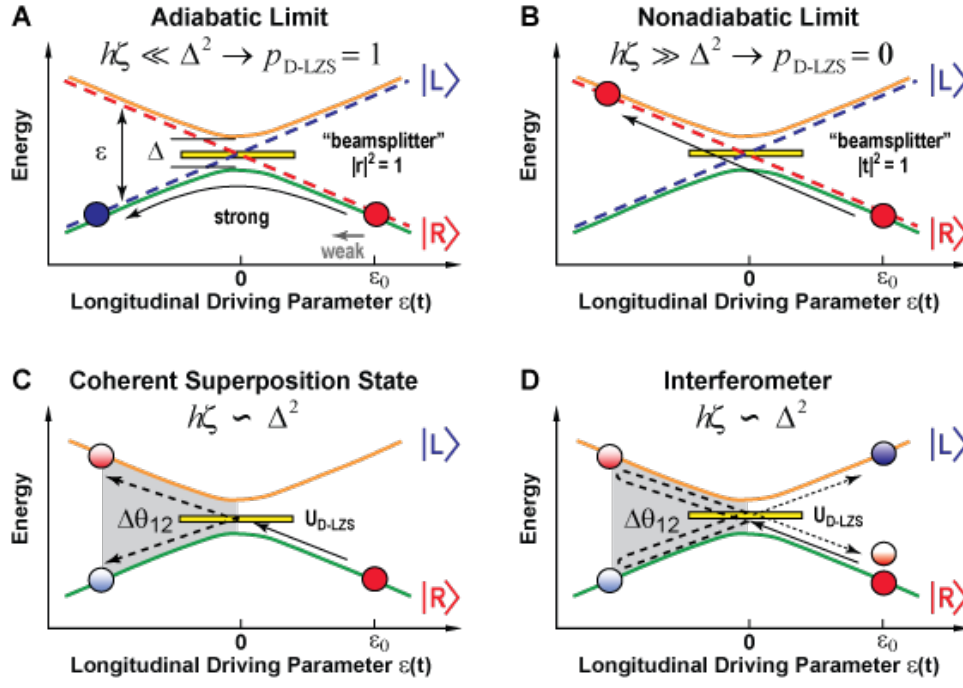 A
Adiabatic Limit
hζ ≪ Δ² → p_D-LZS = 1
|L⟩
Energy
ε
Δ
"beamsplitter"
|r|² = 1
strong
weak
|R⟩
0
ε₀
Longitudinal Driving Parameter ε(t)
B
Nonadiabatic Limit
hζ ≫ Δ² → p_D-LZS = 0
|L⟩
Energy
"beamsplitter"
|t|² = 1
|R⟩
0
ε₀
Longitudinal Driving Parameter ε(t)
C
Coherent Superposition State
hζ ∽ Δ²
|L⟩
Energy
Δθ₁₂
U_D-LZS
|R⟩
0
ε₀
Longitudinal Driving Parameter ε(t)
D
Interferometer
hζ ∽ Δ²
|L⟩
Energy
Δθ₁₂
U_D-LZS
|R⟩
0
ε₀
Longitudinal Driving Parameter ε(t)